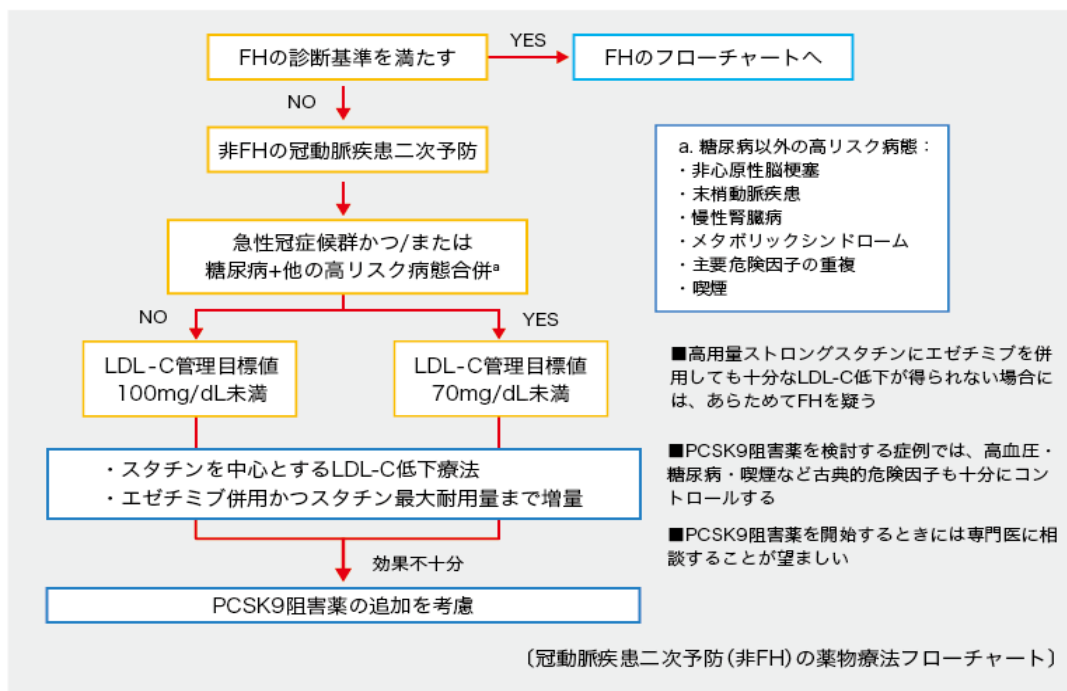 FHの診断基準を満たす
YES
FHのフローチャートへ
NO
非FHの冠動脈疾患二次予防
a. 糖尿病以外の高リスク病態：
・非心原性脳梗塞
・末梢動脈疾患
・慢性腎臓病
・メタボリックシンドローム
・主要危険因子の重複
・喫煙
急性冠症候群かつ/または
糖尿病+他の高リスク病態合併a
NO
YES
LDL-C管理目標値
100mg/dL未満
LDL-C管理目標値
70mg/dL未満
・スタチンを中心とするLDL-C低下療法
・エゼチミブ併用かつスタチン最大耐用量まで増量
効果不十分
PCSK9阻害薬の追加を考慮
■高用量ストロングスタチンにエゼチミブを併
用しても十分なLDL-C低下が得られない場合に
は、あらためてFHを疑う
■PCSK9阻害薬を検討する症例では、高血圧・
糖尿病・喫煙など古典的危険因子も十分にコン
トロールする
■PCSK9阻害薬を開始するときには専門医に相
談することが望ましい
〔冠動脈疾患二次予防(非FH)の薬物療法フローチャート〕